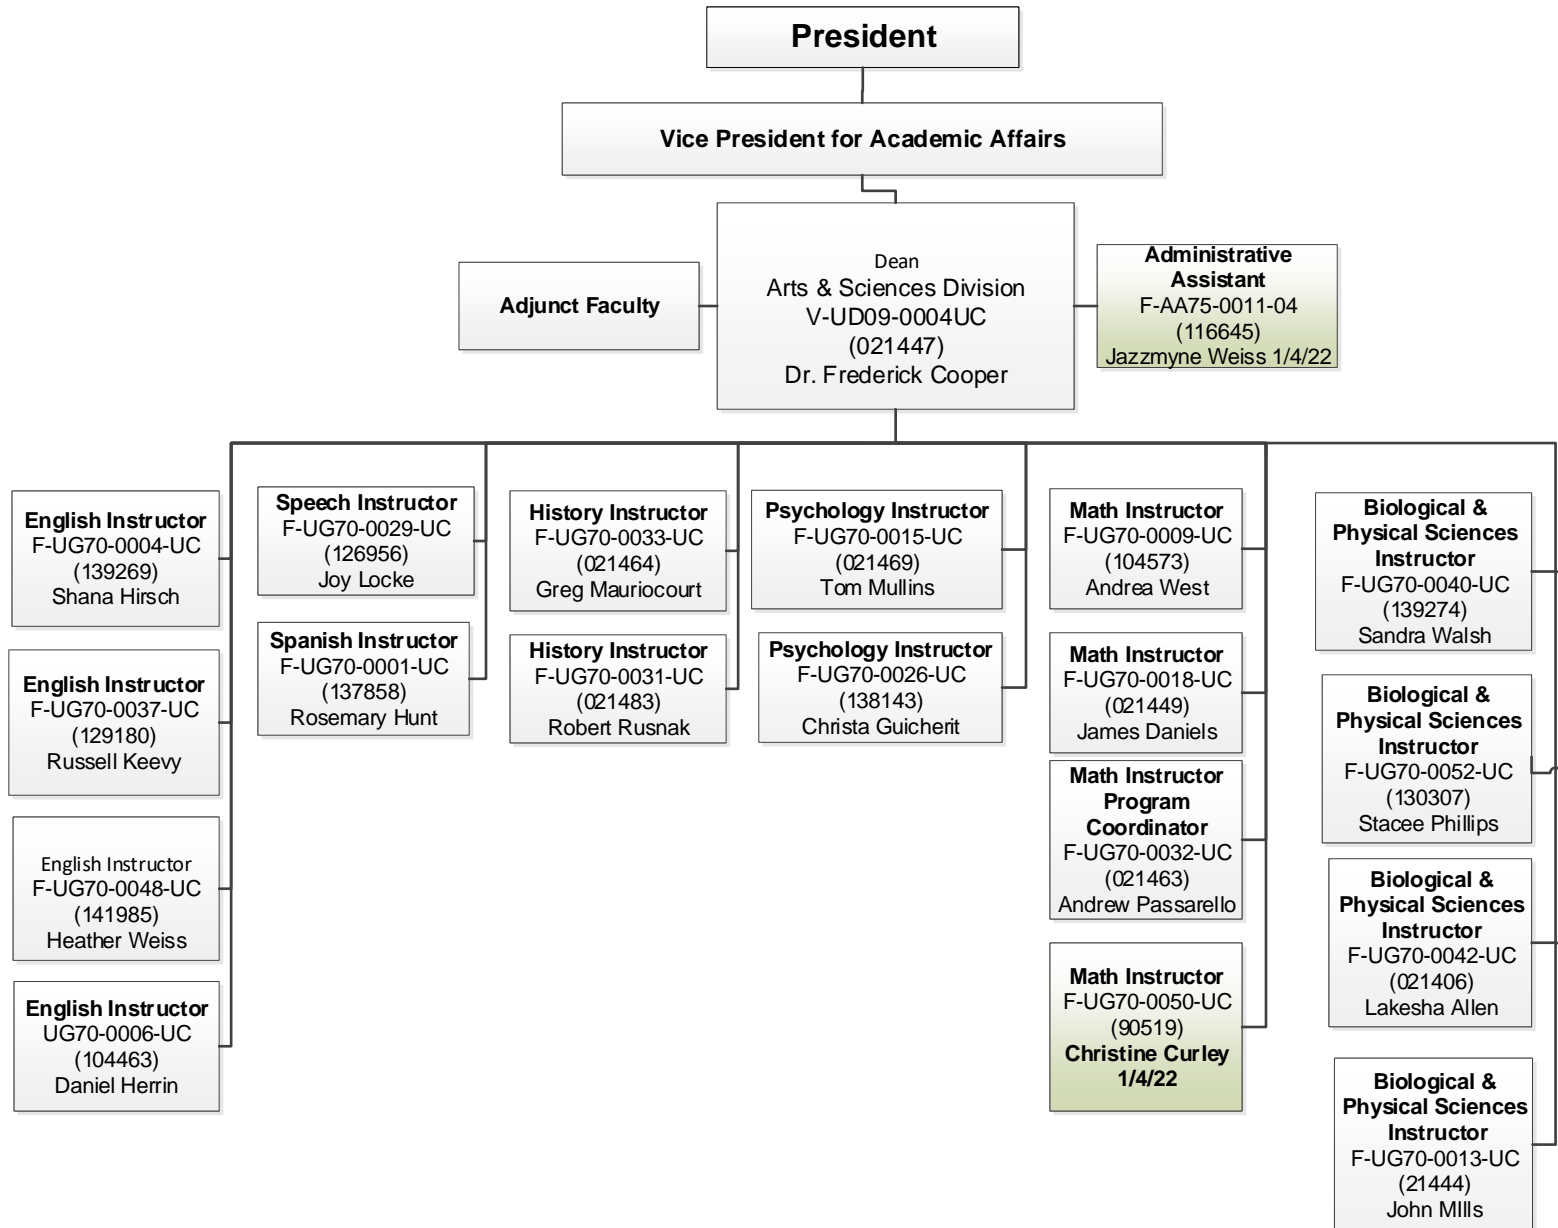 President
Vice President for Academic Affairs
Adjunct Faculty
Dean
Arts & Sciences Division
V-UD09-0004UC
(021447)
Dr. Frederick Cooper
Administrative
Assistant
F-AA75-0011-04
(116645)
Jazzmyne Weiss 1/4/22
English Instructor
F-UG70-0004-UC
(139269)
Shana Hirsch
English Instructor
F-UG70-0037-UC
(129180)
Russell Keevy
English Instructor
F-UG70-0048-UC
(141985)
Heather Weiss
English Instructor
UG70-0006-UC
(104463)
Daniel Herrin
Speech Instructor
F-UG70-0029-UC
(126956)
Joy Locke
Spanish Instructor
F-UG70-0001-UC
(137858)
Rosemary Hunt
History Instructor
F-UG70-0033-UC
(021464)
Greg Mauriocourt
History Instructor
F-UG70-0031-UC
(021483)
Robert Rusnak
Psychology Instructor
F-UG70-0015-UC
(021469)
Tom Mullins
Psychology Instructor
F-UG70-0026-UC
(138143)
Christa Guicherit
Math Instructor
F-UG70-0009-UC
(104573)
Andrea West
Math Instructor
F-UG70-0018-UC
(021449)
James Daniels
Math Instructor
Program
Coordinator
F-UG70-0032-UC
(021463)
Andrew Passarello
Math Instructor
F-UG70-0050-UC
(90519)
Christine Curley
1/4/22
Biological &
Physical Sciences
Instructor
F-UG70-0040-UC
(139274)
Sandra Walsh
Biological &
Physical Sciences
Instructor
F-UG70-0052-UC
(130307)
Stacee Phillips
Biological &
Physical Sciences
Instructor
F-UG70-0042-UC
(021406)
Lakesha Allen
Biological &
Physical Sciences
Instructor
F-UG70-0013-UC
(21444)
John MIlls